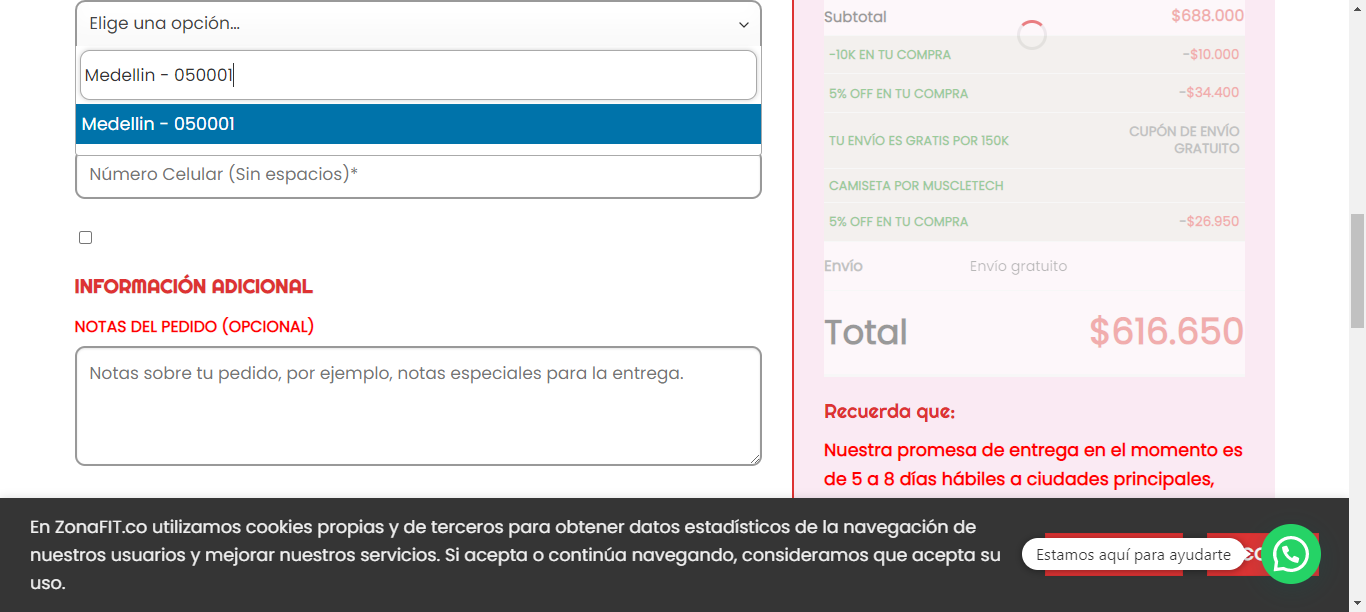 Elige una opción...
Medellin - 050001
Medellin - 050001
Número Celular (Sin espacios)*
INFORMACIÓN ADICIONAL
NOTAS DEL PEDIDO (OPCIONAL)
Notas sobre tu pedido, por ejemplo, notas especiales para la entrega.
Subtotal $688.000
-10K EN TU COMPRA -$10.000
5% OFF EN TU COMPRA -$34.400
TU ENVÍO ES GRATIS POR 150K CUPÓN DE ENVÍO
GRATUITO
CAMISETA POR MUSCLETECH
5% OFF EN TU COMPRA -$26.950
Envío Envío gratuito
Total $616.650
Recuerda que:
Nuestra promesa de entrega en el momento es
de 5 a 8 días hábiles a ciudades principales,
En ZonaFIT.co utilizamos cookies propias y de terceros para obtener datos estadísticos de la navegación de
nuestros usuarios y mejorar nuestros servicios. Si acepta o continúa navegando, consideramos que acepta su
uso.
Estamos aquí para ayudarte